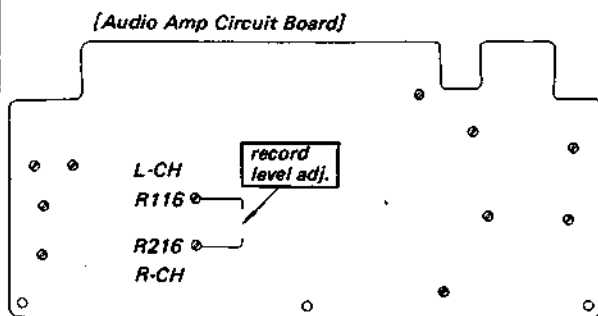 [Audio Amp Circuit Board]
L-CH
R116
record
level adj.
R216
R-CH